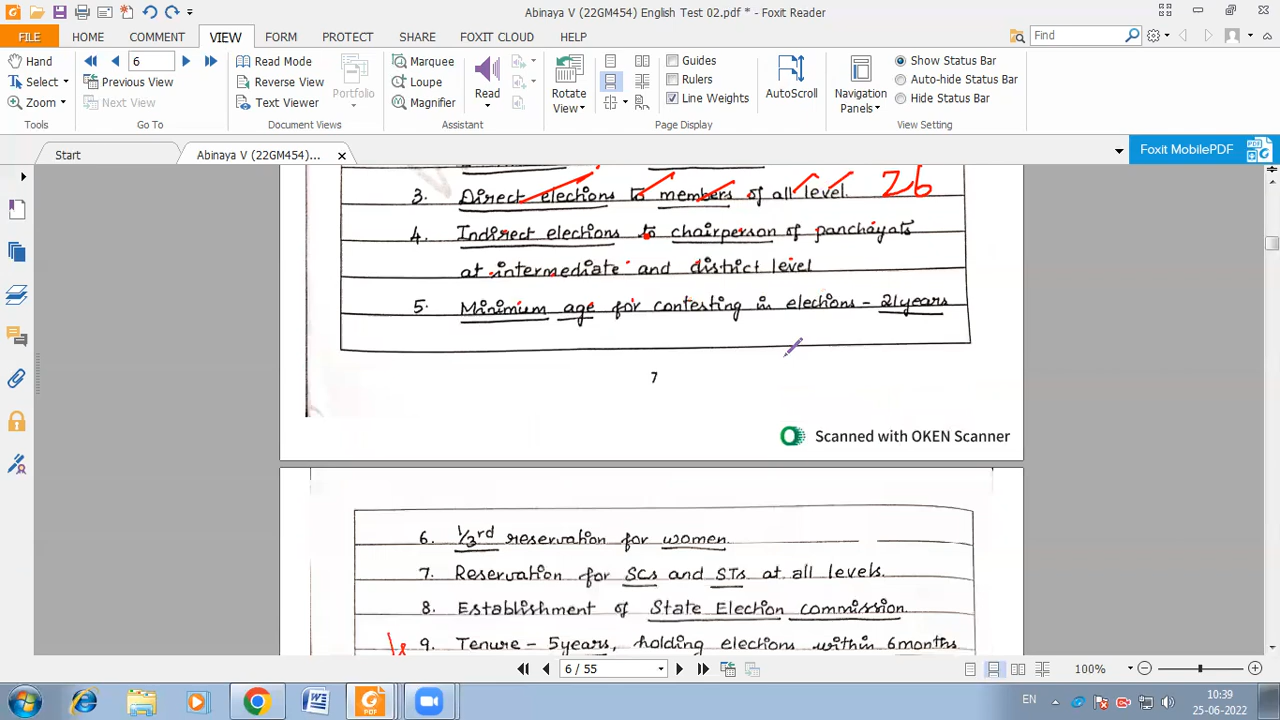 Abinaya V (22GM454) English Test 02.pdf * - Foxit Reader
FILE HOME COMMENT VIEW FORM PROTECT SHARE FOXIT CLOUD HELP Find
Hand 6 Read Mode Marquee Guides Show Status Bar
Select Previous View Reverse View Loupe Rulers Auto-hide Status Bar
Zoom Next View Text Viewer Portfolio Magnifier Read Rotate View Line Weights AutoScroll Navigation Panels Hide Status Bar
Tools Go To Document Views Assistant Page Display View Setting
Start Abinaya V (22GM454)... Foxit MobilePDF
3. Direct elections to members of all level. 26
4. Indirect elections to chairperson of panchayats
at intermediate and district level
5. Minimum age for contesting in elections - 21years
7
Scanned with OKEN Scanner
6. 1/3rd reservation for women.
7. Reservation for SCs and STs at all levels.
8. Establishment of State Election commission.
9. Tenure - 5years, holding elections within 6months
6 / 55 100%
EN 10:39
25-06-2022